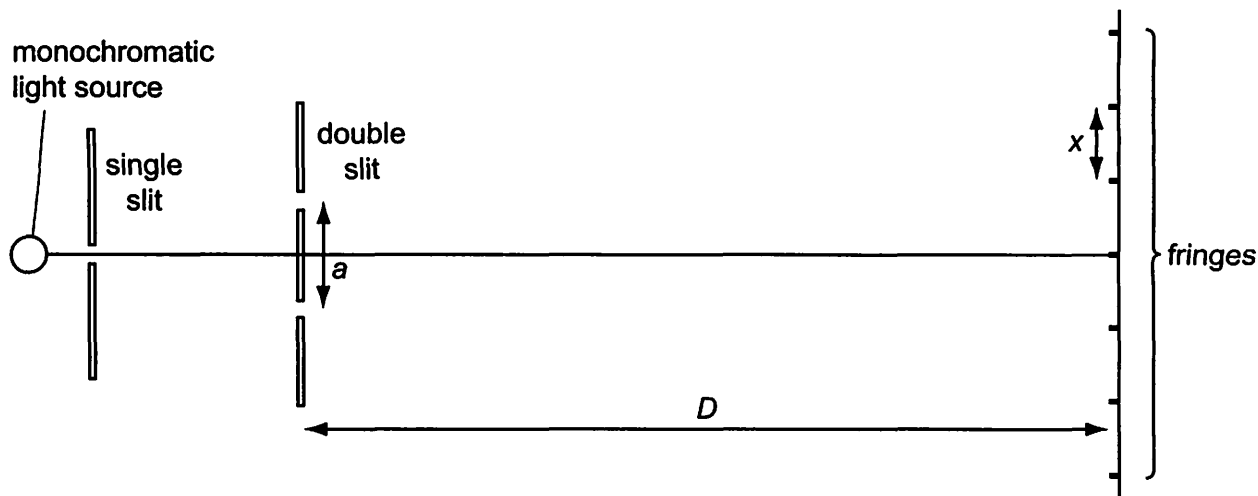 monochromatic
light source
single
slit
double
slit
a
x
fringes
D